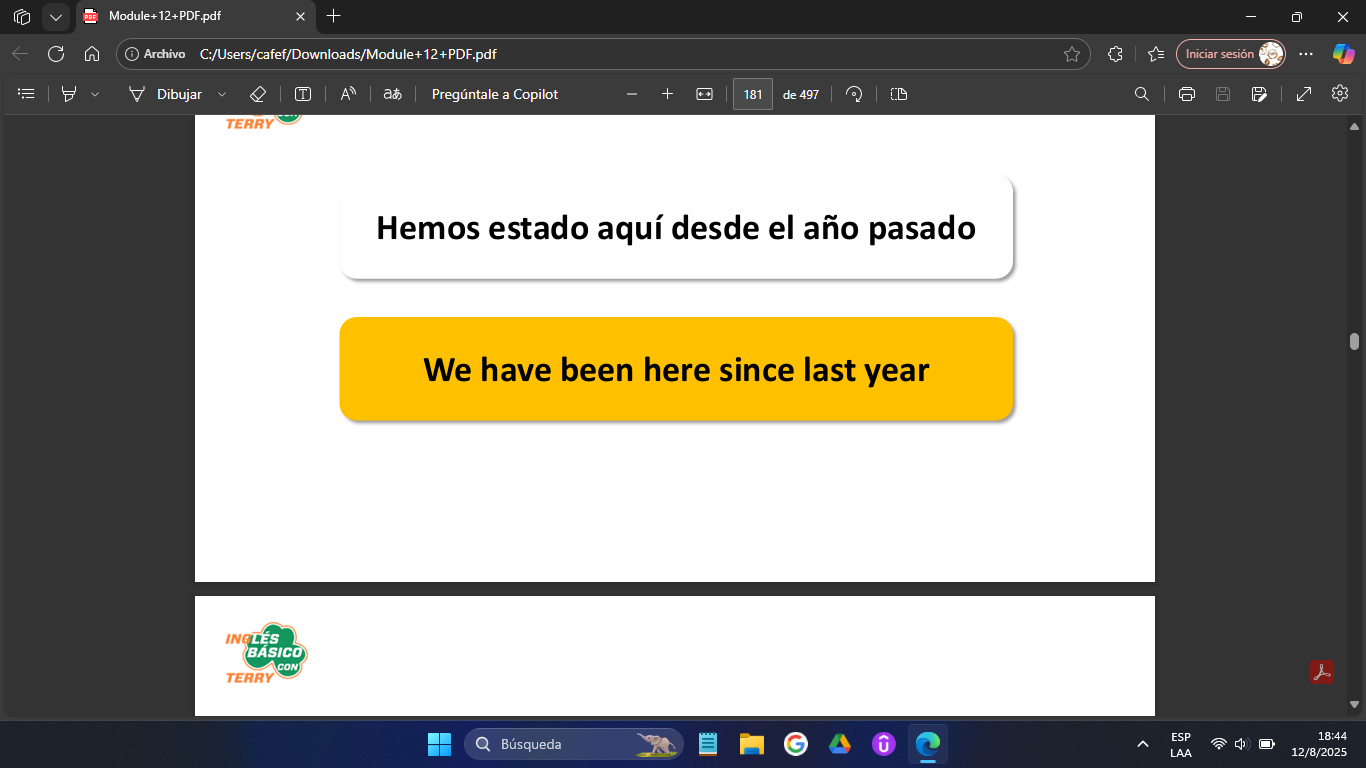 Module+12+PDF.pdf
Archivo C:/Users/cafef/Downloads/Module+12+PDF.pdf Iniciar sesión
Dibujar Pregúntale a Copilot 181 de 497
TERRY
Hemos estado aquí desde el año pasado
We have been here since last year
INGLÉS
BÁSICO
CON
TERRY
Búsqueda
ESP
LAA
18:44
12/8/2025